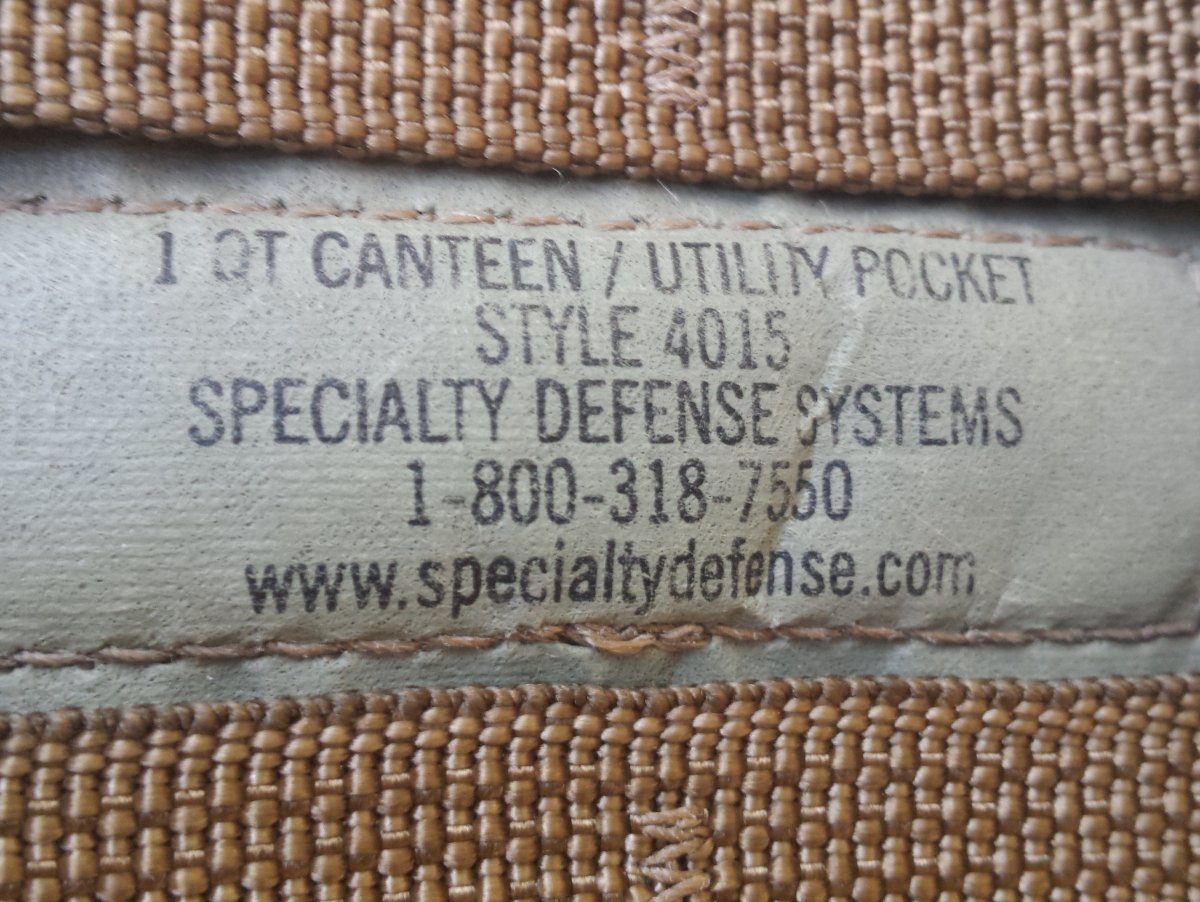 1 QT CANTEEN / UTILITY POCKET
STYLE 4015
SPECIALTY DEFENSE SYSTEMS
1-800-318-7550
www.specialtydefense.com